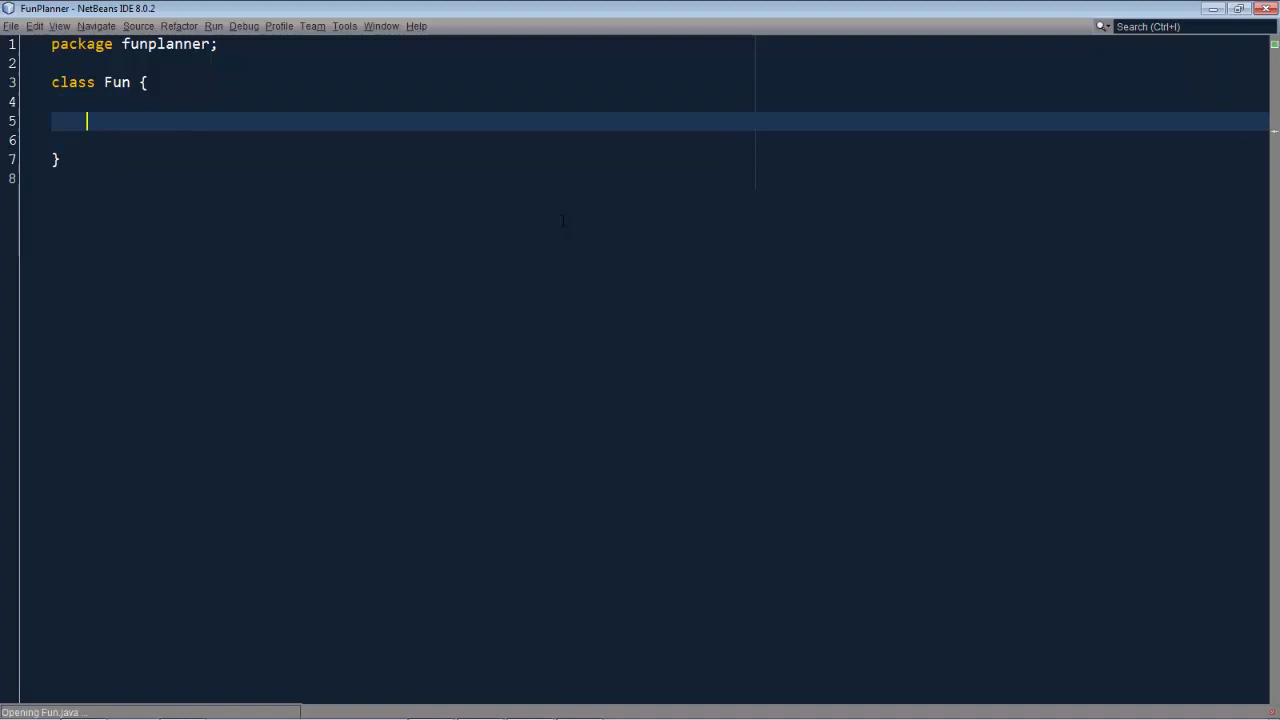 FunPlanner - NetBeans IDE 8.0.2
File Edit View Navigate Source Refactor Run Debug Profile Team Tools Window Help
Search (Ctrl+I)
1 package funplanner;
2
3 class Fun {
4
5
6
7 }
8
Opening Fun.java ...